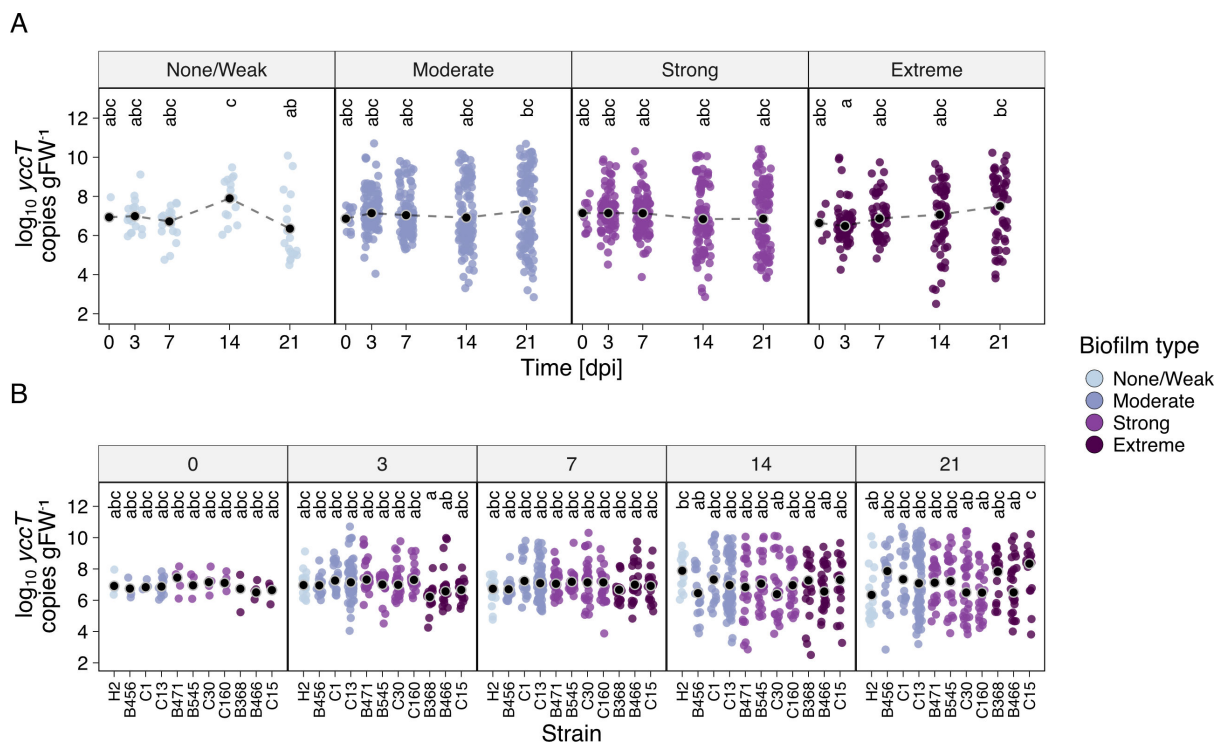 A
None/Weak Moderate Strong Extreme
abc abc abc c ab abc abc abc abc bc abc abc abc abc abc abc a abc abc bc
log₁₀ yccT
copies gFW⁻¹
12
10
8
6
4
2
0 3 7 14 21 0 3 7 14 21 0 3 7 14 21 0 3 7 14 21
Time [dpi]
Biofilm type
None/Weak
Moderate
Strong
Extreme
B
0 3 7 14 21
abc abc abc abc abc abc abc abc abc abc abc abc abc abc abc abc abc abc abc a ab abc abc abc abc abc abc abc abc abc abc abc abc bc ab abc abc abc abc ab abc abc ab abc ab abc abc abc abc abc ab ab abc ab c
log₁₀ yccT
copies gFW⁻¹
12
10
8
6
4
2
H2 B456 C1 C13 B471 B545 C30 C160 B368 B466 C15 H2 B456 C1 C13 B471 B545 C30 C160 B368 B466 C15 H2 B456 C1 C13 B471 B545 C30 C160 B368 B466 C15 H2 B456 C1 C13 B471 B545 C30 C160 B368 B466 C15 H2 B456 C1 C13 B471 B545 C30 C160 B368 B466 C15
Strain